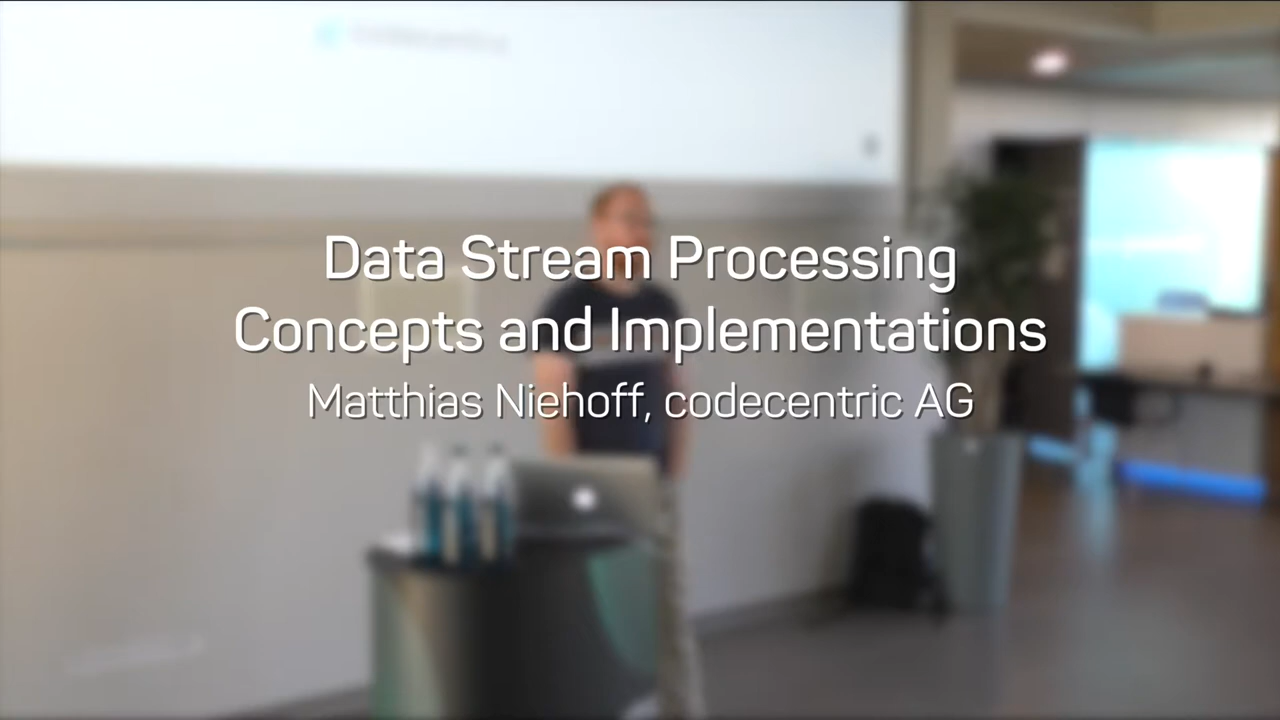 Data Stream Processing
Concepts and Implementations
Matthias Niehoff, codecentric AG